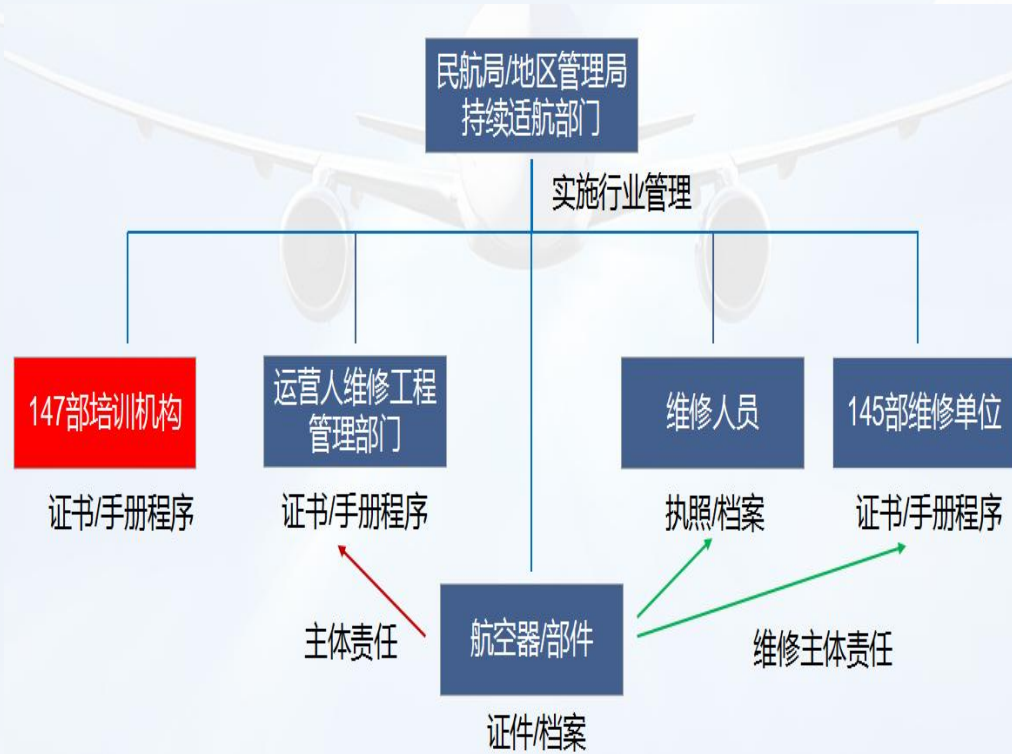 民航局/地区管理局
持续适航部门
实施行业管理
147部培训机构
运营人维修工程
管理部门
维修人员
145部维修单位
证书/手册程序
证书/手册程序
执照/档案
证书/手册程序
主体责任
航空器/部件
维修主体责任
证件/档案